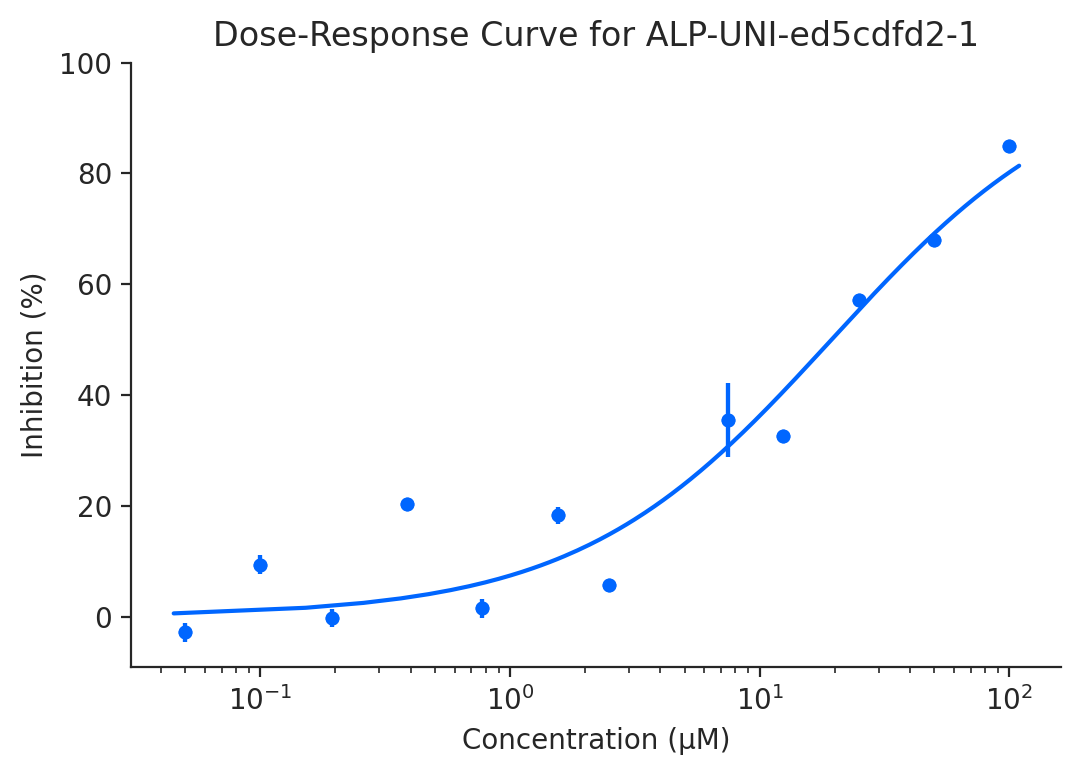 Dose-Response Curve for ALP-UNI-ed5cdfd2-1
100
80
60
40
20
0
Inhibition (%)
10⁻¹ 10⁰ 10¹ 10²
Concentration (µM)